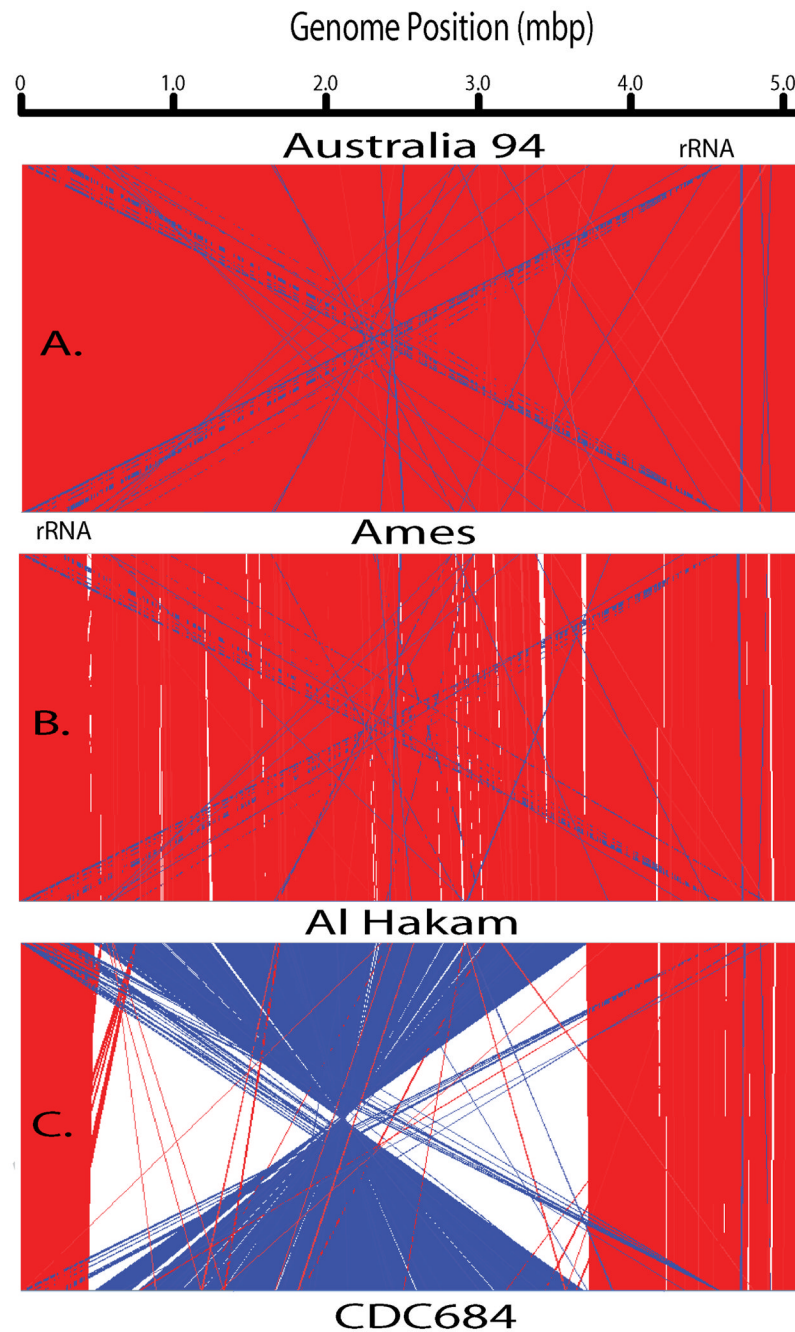 Genome Position (mbp)
0 1.0 2.0 3.0 4.0 5.0
Australia 94 rRNA
A.
rRNA Ames
B.
Al Hakam
C.
CDC684